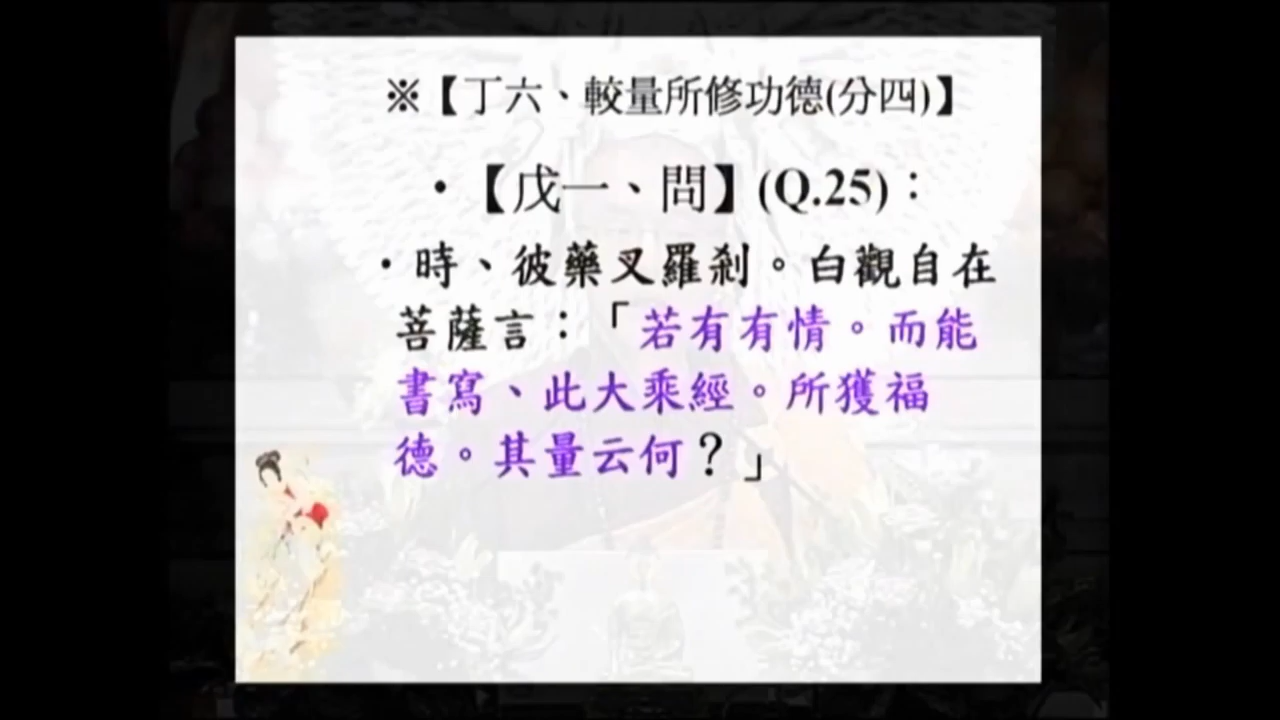 ※【丁六、較量所修功德(分四)】
•【戊一、問】(Q.25)：
•時、彼藥叉羅剎。白觀自在
菩薩言：「若有有情。而能
書寫、此大乘經。所獲福
德。其量云何？」